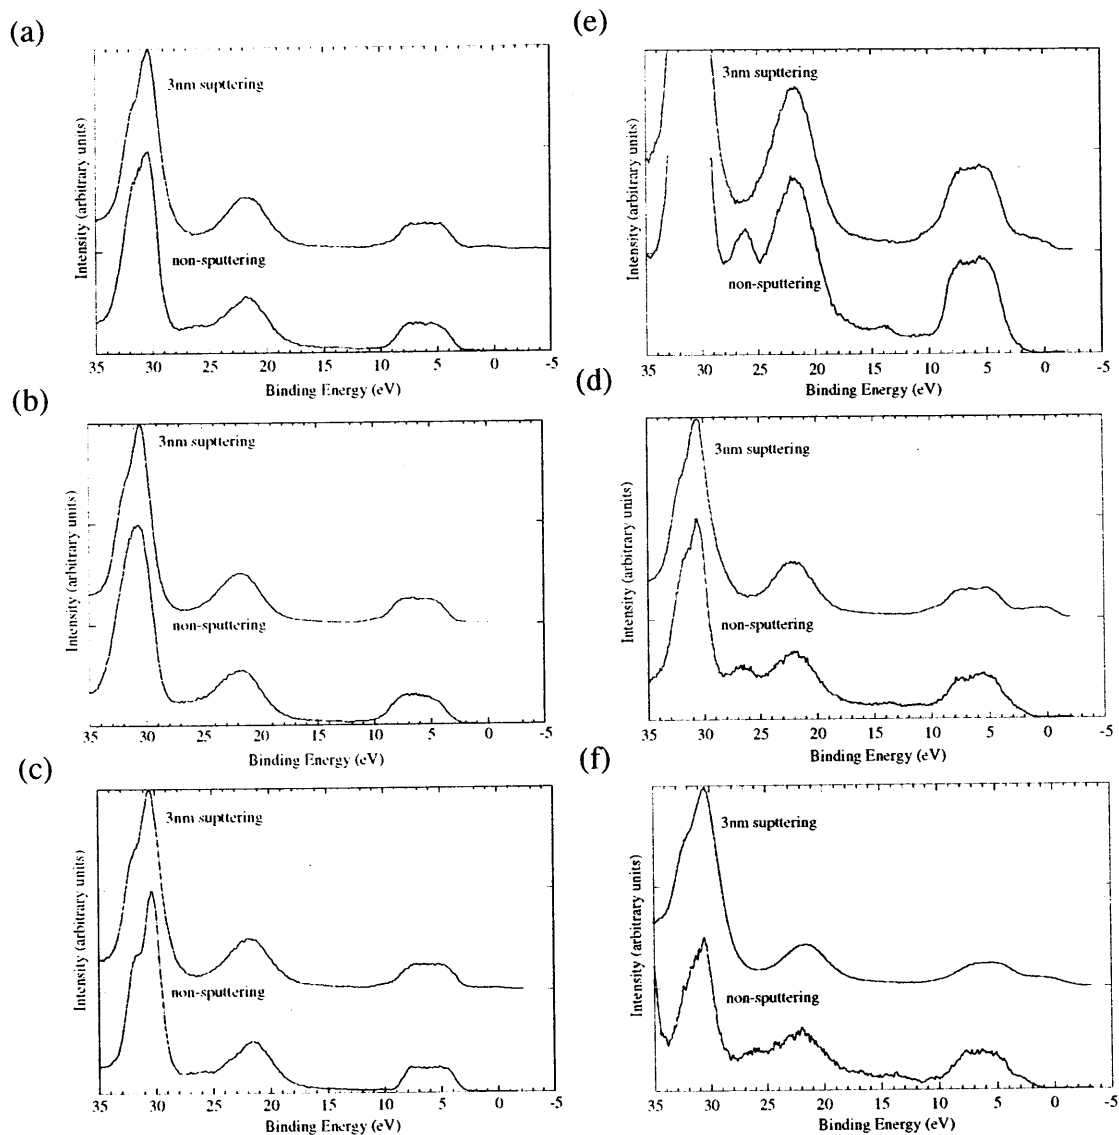 (a)
Intensity (arbitrary units)
3nm supttering
non-sputtering
35 30 25 20 15 10 5 0 -5
Binding Energy (eV)
(b)
Intensity (arbitrary units)
3nm supttering
non-sputtering
35 30 25 20 15 10 5 0 -5
Binding Energy (eV)
(c)
Intensity (arbitrary units)
3nm supttering
non-sputtering
35 30 25 20 15 10 5 0 -5
Binding Energy (eV)
(e)
Intensity (arbitrary units)
3nm supttering
non-sputtering
35 30 25 20 15 10 5 0 -5
Binding Energy (eV)
(d)
Intensity (arbitrary units)
3nm supttering
non-sputtering
35 30 25 20 15 10 5 0 -5
Binding Energy (eV)
(f)
Intensity (arbitrary units)
3nm supttering
non-sputtering
35 30 25 20 15 10 5 0 -5
Binding Energy (eV)